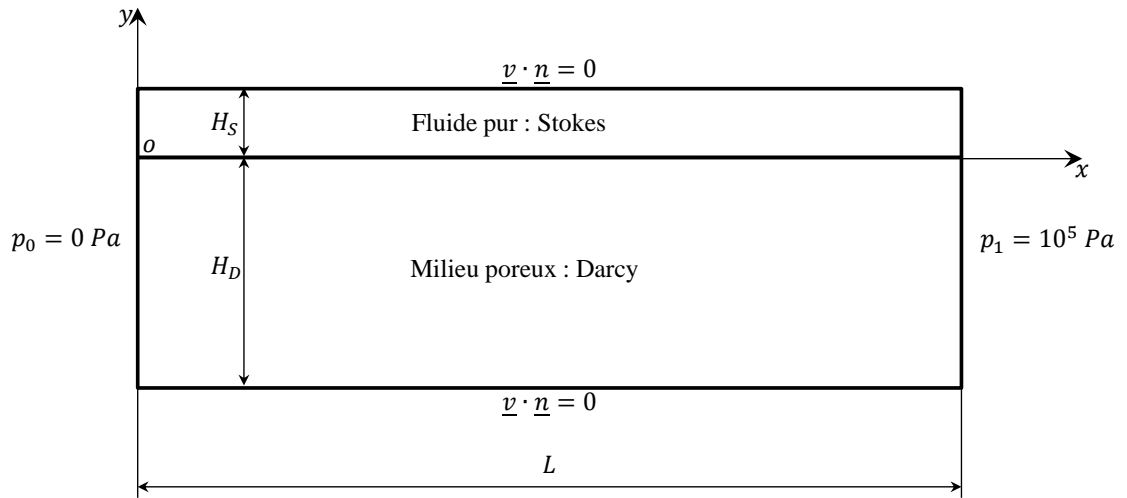 y
v · n = 0
H_S
Fluide pur : Stokes
o
x
p_0 = 0 Pa
H_D
Milieu poreux : Darcy
p_1 = 10^5 Pa
v · n = 0
L